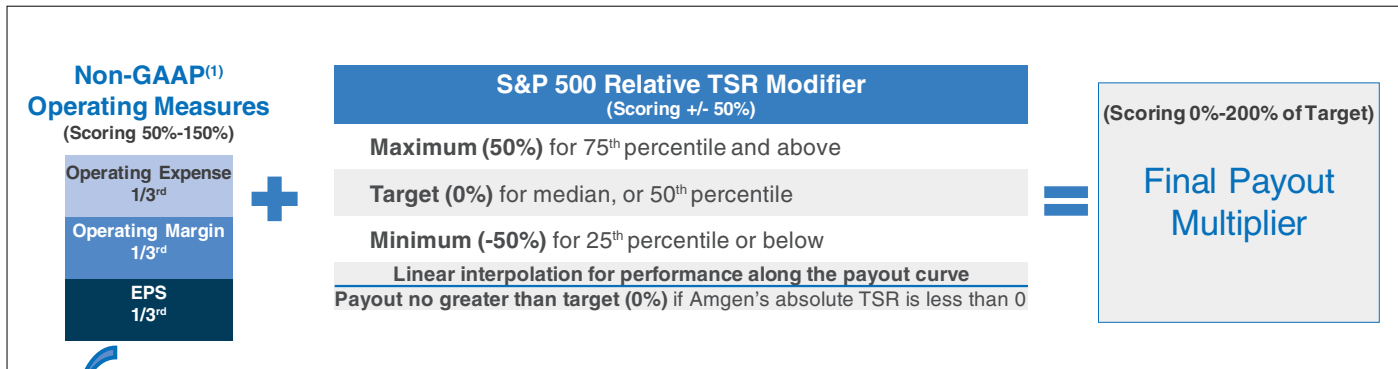 Non-GAAP(1)
Operating Measures
(Scoring 50%-150%)
Operating Expense
1/3rd
Operating Margin
1/3rd
EPS
1/3rd
S&P 500 Relative TSR Modifier
(Scoring +/- 50%)
Maximum (50%) for 75th percentile and above
Target (0%) for median, or 50th percentile
Minimum (-50%) for 25th percentile or below
Linear interpolation for performance along the payout curve
Payout no greater than target (0%) if Amgen's absolute TSR is less than 0
(Scoring 0%-200% of Target)
Final Payout
Multiplier